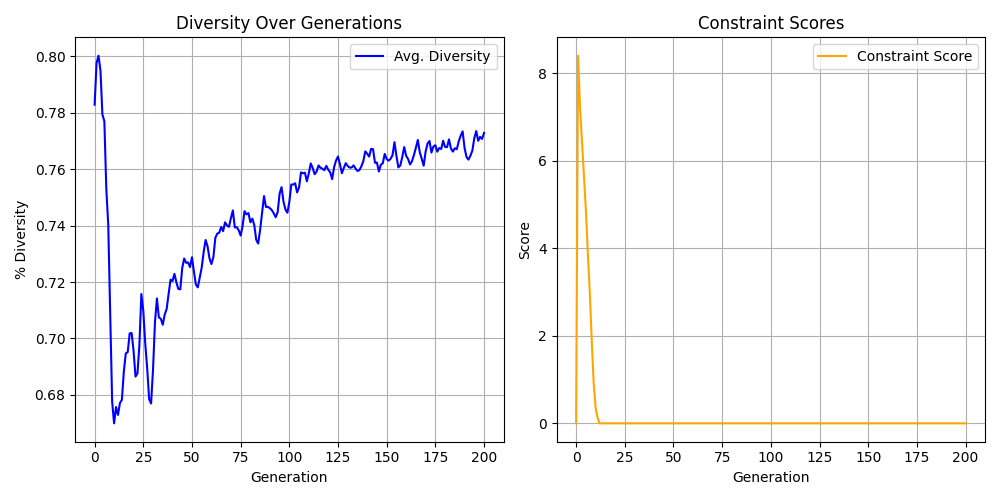 Diversity Over Generations
Avg. Diversity
0.80
0.78
0.76
0.74
0.72
0.70
0.68
% Diversity
0 25 50 75 100 125 150 175 200
Generation
Constraint Scores
Constraint Score
8
6
4
2
0
Score
0 25 50 75 100 125 150 175 200
Generation